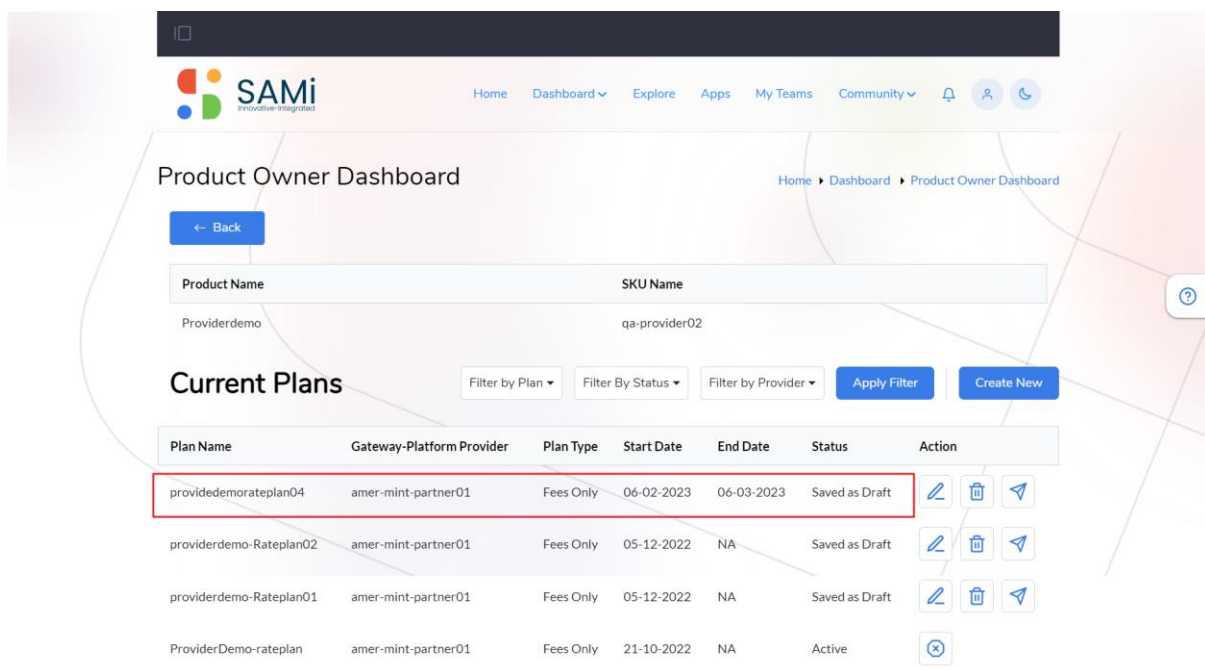 SAMi
Innovative-Integrated
Home Dashboard Explore Apps My Teams Community
Product Owner Dashboard
Home Dashboard Product Owner Dashboard
← Back
Product Name SKU Name
Providerdemo qa-provider02
Current Plans
Filter by Plan Filter By Status Filter by Provider Apply Filter Create New
Plan Name Gateway-Platform Provider Plan Type Start Date End Date Status Action
providedemorateplan04 amer-mint-partner01 Fees Only 06-02-2023 06-03-2023 Saved as Draft
providerdemo-Rateplan02 amer-mint-partner01 Fees Only 05-12-2022 NA Saved as Draft
providerdemo-Rateplan01 amer-mint-partner01 Fees Only 05-12-2022 NA Saved as Draft
ProviderDemo-rateplan amer-mint-partner01 Fees Only 21-10-2022 NA Active